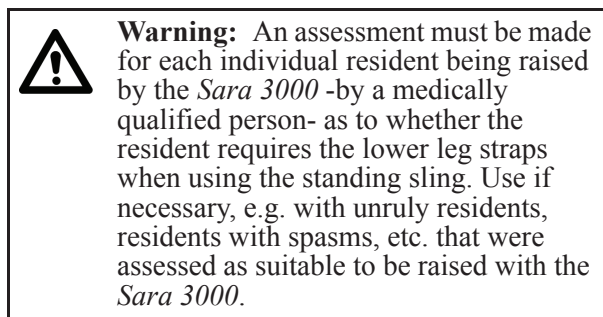 Warning: An assessment must be made
for each individual resident being raised
by the Sara 3000 -by a medically
qualified person- as to whether the
resident requires the lower leg straps
when using the standing sling. Use if
necessary, e.g. with unruly residents,
residents with spasms, etc. that were
assessed as suitable to be raised with the
Sara 3000.